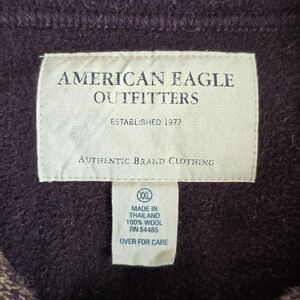 AMERICAN EAGLE
OUTFITTERS
ESTABLISHED 1977
AUTHENTIC BRAND CLOTHING
XXL
MADE IN
THAILAND
100% WOOL
RN 54485
OVER FOR CARE